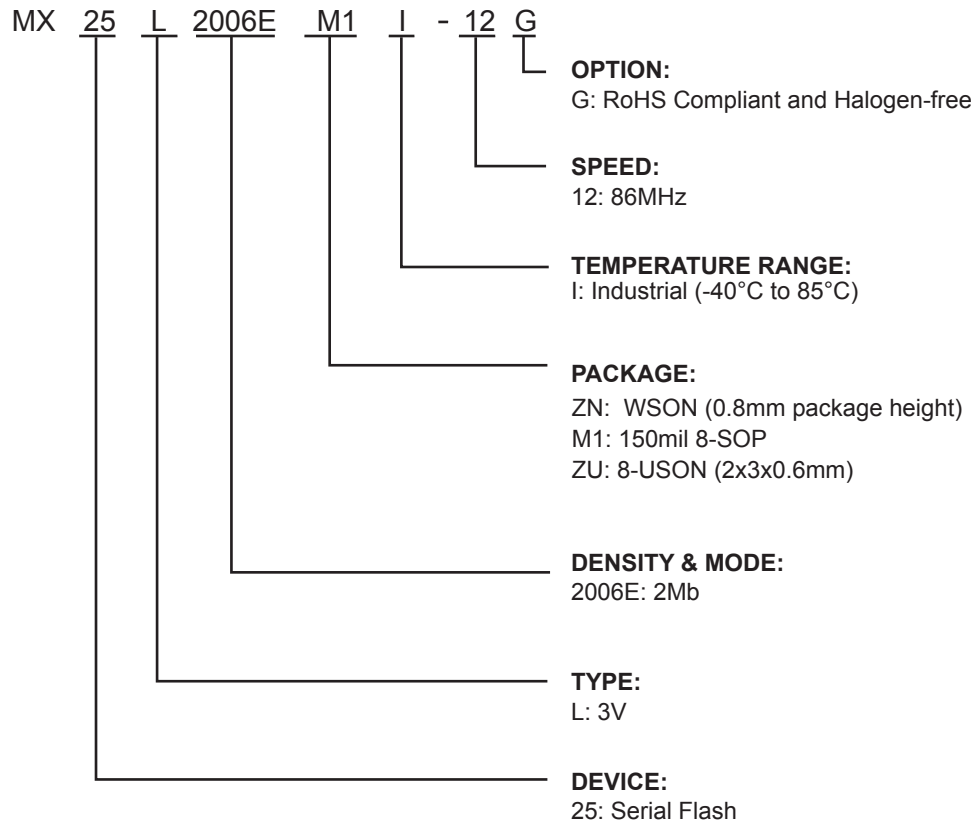 MX 25 L 2006E M1 I - 12 G
OPTION:
G: RoHS Compliant and Halogen-free
SPEED:
12: 86MHz
TEMPERATURE RANGE:
I: Industrial (-40°C to 85°C)
PACKAGE:
ZN: WSON (0.8mm package height)
M1: 150mil 8-SOP
ZU: 8-USON (2x3x0.6mm)
DENSITY & MODE:
2006E: 2Mb
TYPE:
L: 3V
DEVICE:
25: Serial Flash